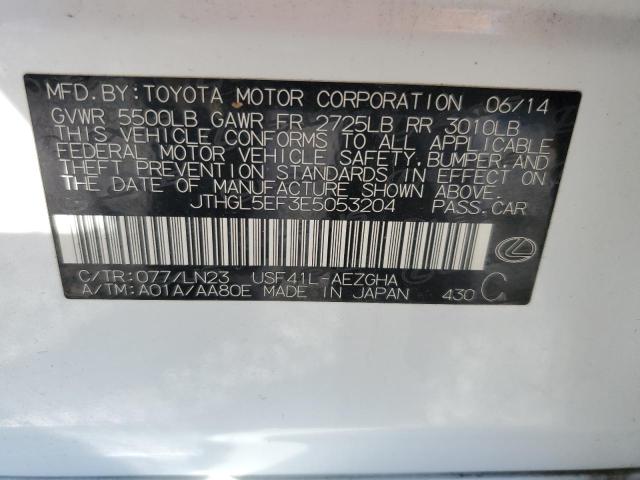 MFD.BY: TOYOTA MOTOR CORPORATION 06/14
GVWR 5500LB GAWR FR 2725LB RR 3010LB
THIS VEHICLE CONFORMS TO ALL APPLICABLE
FEDERAL MOTOR VEHICLE SAFETY, BUMPER, AND
THEFT PREVENTION STANDARDS IN EFFECT ON
THE DATE OF MANUFACTURE SHOWN ABOVE.
JTHGL5EF3E5053204 PASS.CAR
C/TR: 077/LN23 USF41L-AEZGHA
A/TM: A01A/AA80E MADE IN JAPAN 430 C